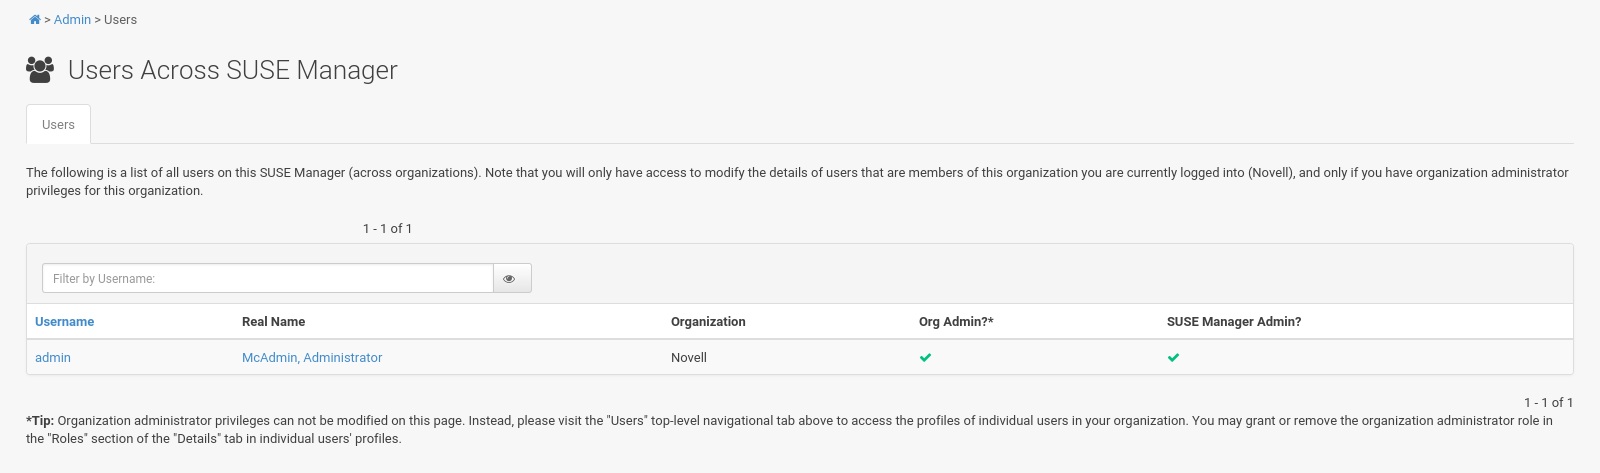 > Admin > Users
Users Across SUSE Manager
Users
The following is a list of all users on this SUSE Manager (across organizations). Note that you will only have access to modify the details of users that are members of this organization you are currently logged into (Novell), and only if you have organization administrator
privileges for this organization.
1 - 1 of 1
Filter by Username:
Username Real Name Organization Org Admin?* SUSE Manager Admin?
admin McAdmin, Administrator Novell
1 - 1 of 1
*Tip: Organization administrator privileges can not be modified on this page. Instead, please visit the "Users" top-level navigational tab above to access the profiles of individual users in your organization. You may grant or remove the organization administrator role in
the "Roles" section of the "Details" tab in individual users' profiles.